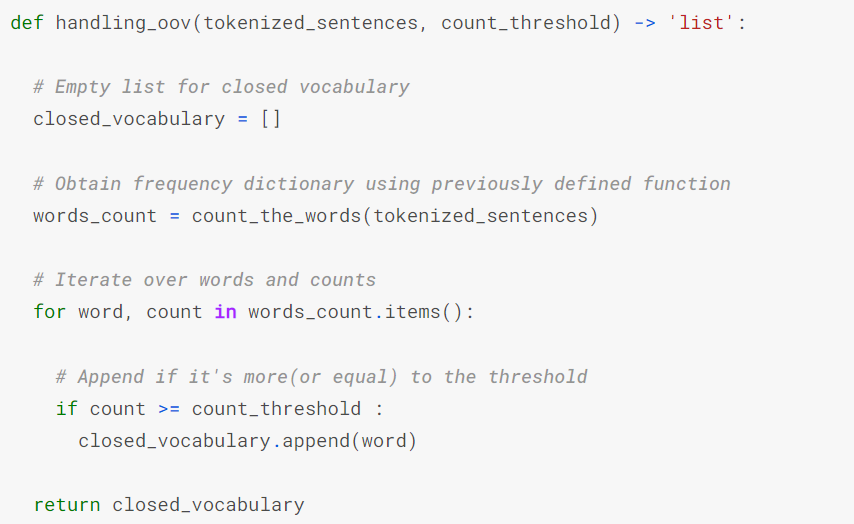 def handling_oov(tokenized_sentences, count_threshold) -> 'list':
# Empty list for closed vocabulary
closed_vocabulary = []
# Obtain frequency dictionary using previously defined function
words_count = count_the_words(tokenized_sentences)
# Iterate over words and counts
for word, count in words_count.items():
# Append if it's more(or equal) to the threshold
if count >= count_threshold :
closed_vocabulary.append(word)
return closed_vocabulary